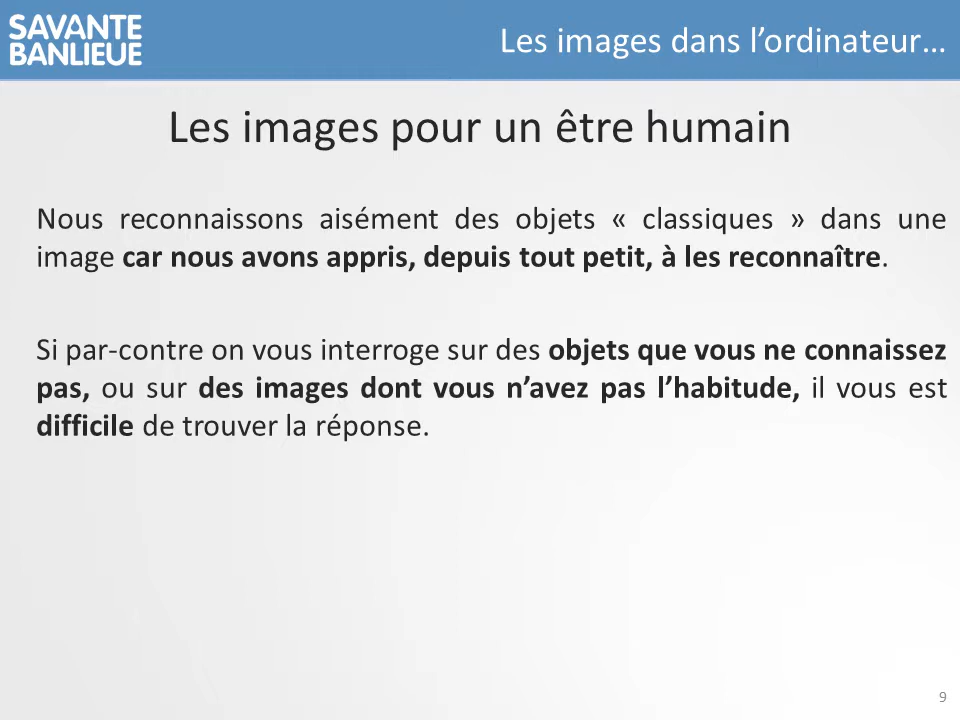 SAVANTE
BANLIEUE
Les images dans l’ordinateur…
Les images pour un être humain
Nous reconnaissons aisément des objets « classiques » dans une
image car nous avons appris, depuis tout petit, à les reconnaître.
Si par-contre on vous interroge sur des objets que vous ne connaissez
pas, ou sur des images dont vous n’avez pas l’habitude, il vous est
difficile de trouver la réponse.
9